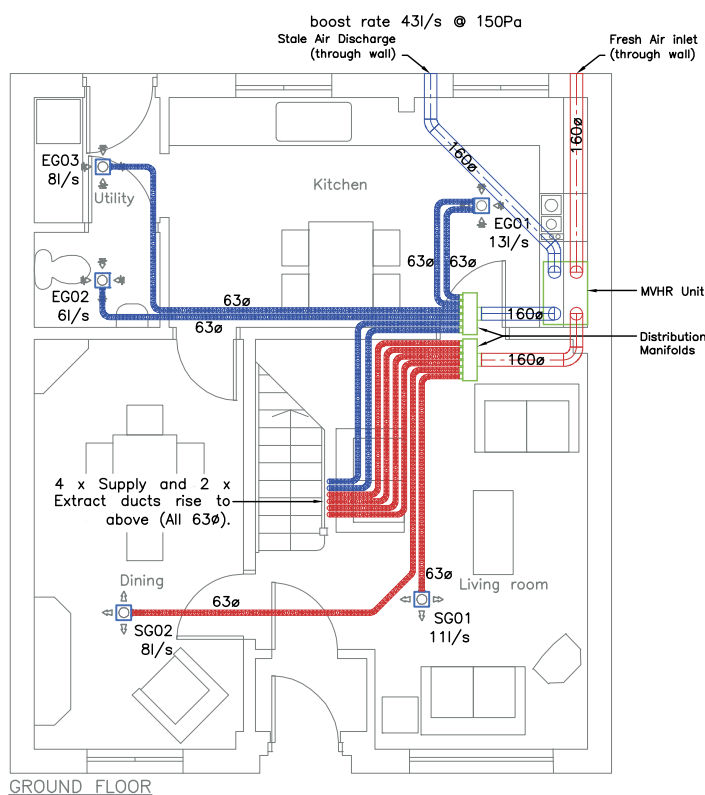 boost rate 43l/s @ 150Pa
Stale Air Discharge
(through wall)
Fresh Air inlet
(through wall)
160ø
160ø
EG03
8l/s
Utility
Kitchen
EG01
13l/s
63ø
63ø
EG02
6l/s
63ø
63ø
160ø
MVHR Unit
Distribution
Manifolds
160ø
4 x Supply and 2 x
Extract ducts rise to
above (All 63ø).
Dining
63ø
63ø
Living room
SG02
8l/s
SG01
11l/s
GROUND FLOOR